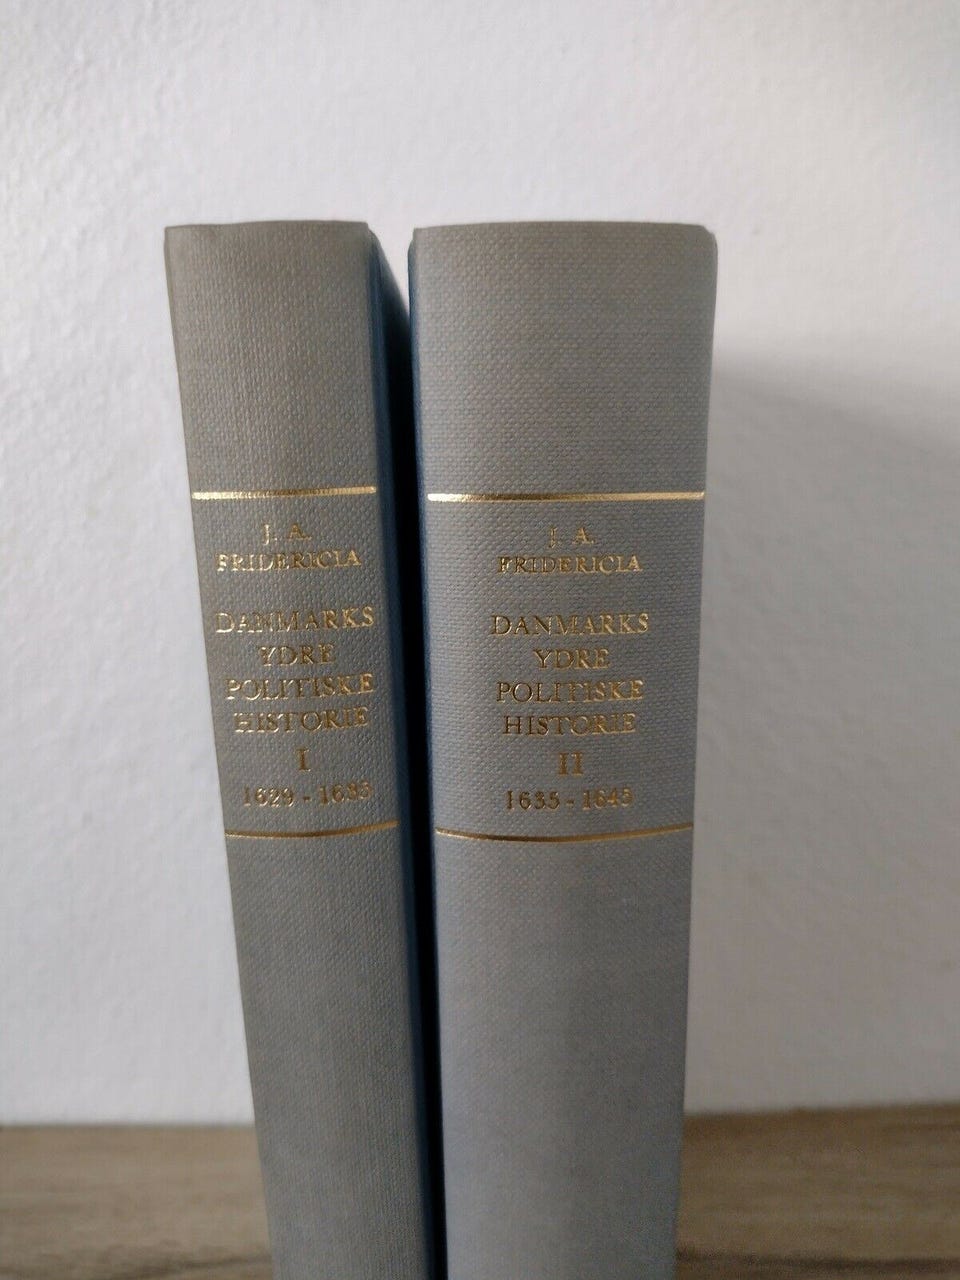 J. A.
FRIDERICIA
DANMARKS
YDRE
POLITISKE
HISTORIE
I
1629 - 1635
J. A.
FRIDERICIA
DANMARKS
YDRE
POLITISKE
HISTORIE
II
1635 - 1645